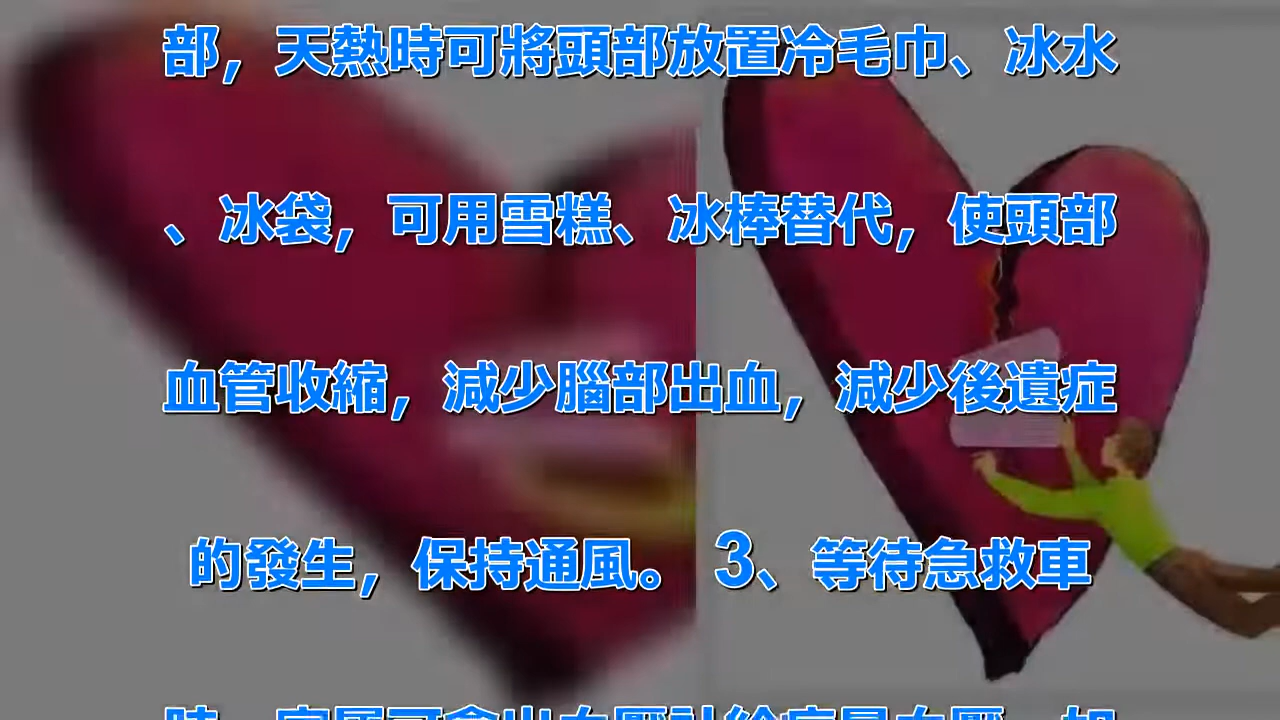 部，天熱時可將頭部放置冷毛巾、冰水
、冰袋，可用雪糕、冰棒替代，使頭部
血管收縮，減少腦部出血，減少後遺症
的發生，保持通風。 3、等待急救車